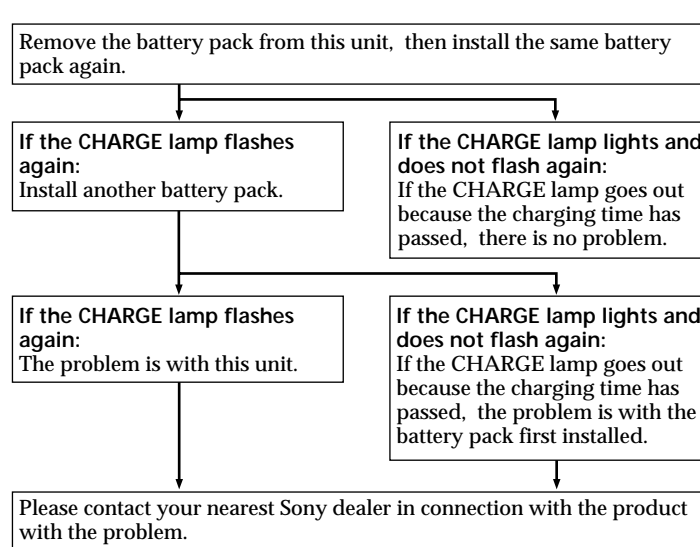 Remove the battery pack from this unit, then install the same battery
pack again.
If the CHARGE lamp flashes
again:
Install another battery pack.
If the CHARGE lamp lights and
does not flash again:
If the CHARGE lamp goes out
because the charging time has
passed, there is no problem.
If the CHARGE lamp flashes
again:
The problem is with this unit.
If the CHARGE lamp lights and
does not flash again:
If the CHARGE lamp goes out
because the charging time has
passed, the problem is with the
battery pack first installed.
Please contact your nearest Sony dealer in connection with the product
with the problem.